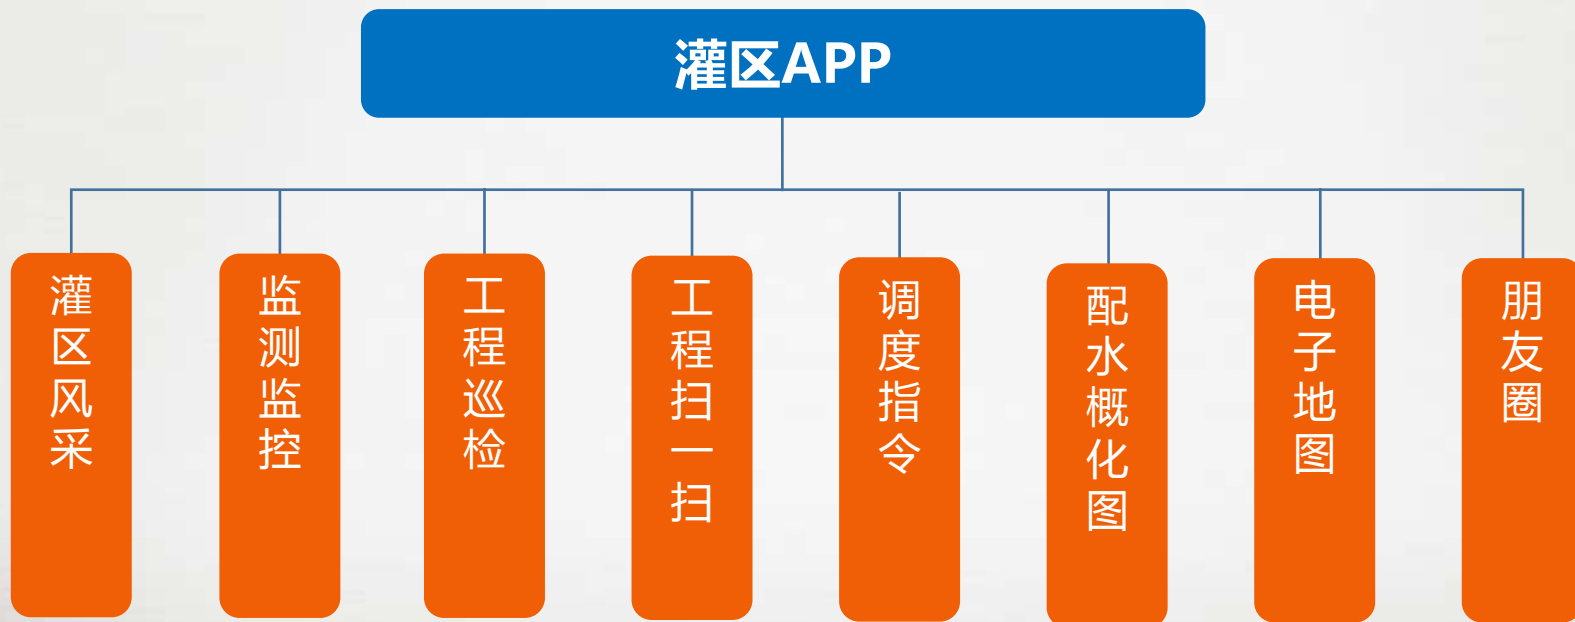 灌区APP
灌区风采
监测监控
工程巡检
工程扫一扫
调度指令
配水概化图
电子地图
朋友圈